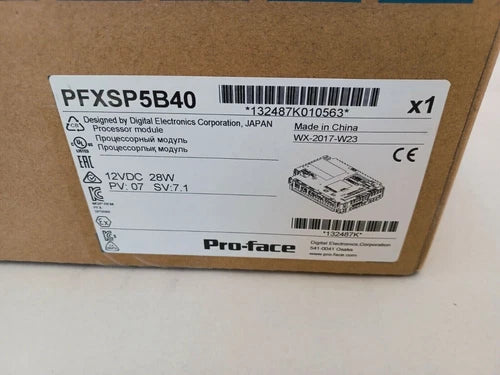 PFXSP5B40
*132487K010563*
x1
Designed by Digital Electronics Corporation, JAPAN
Made in China
Processor module
WX-2017-W23
Процессорный модуль
Процессорлық модуль
CE
12VDC 28W
PV: 07 SV:7.1
*132487K*
Pro-face
Digital Electronics Corporation
541-0041 Osaka
www.pro-face.com